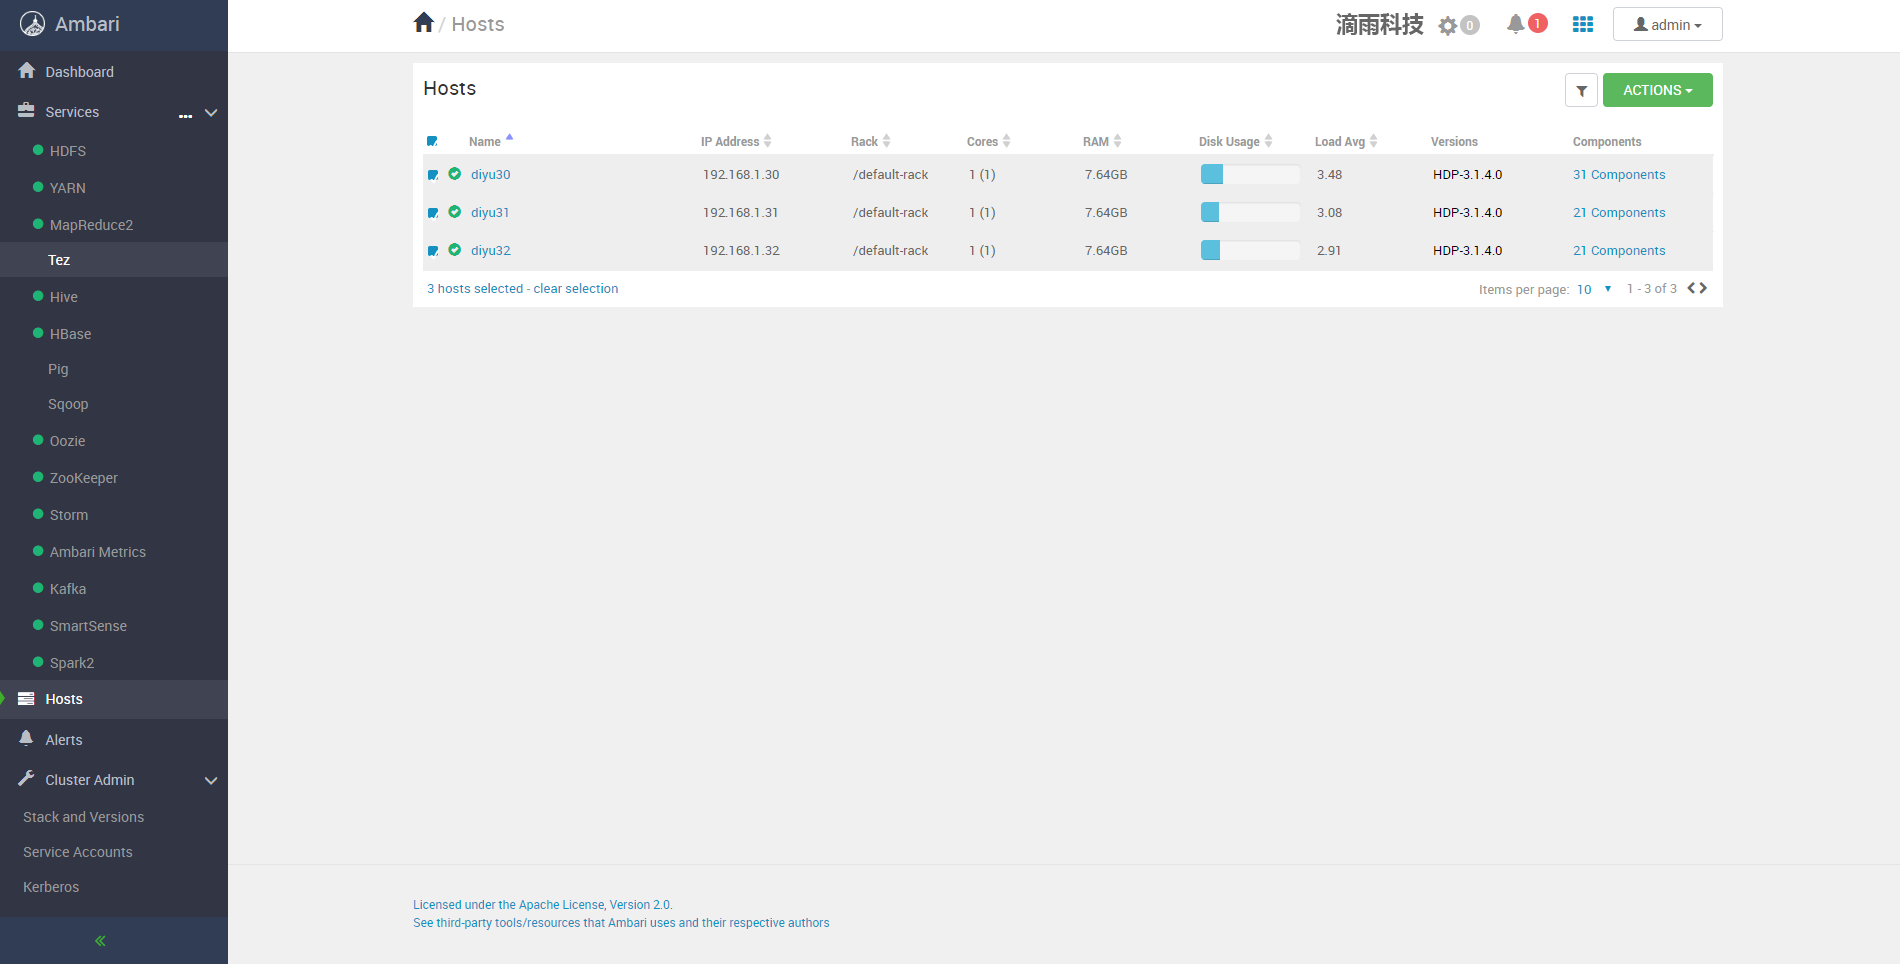 Ambari
/ Hosts
滴雨科技
0
1
admin
Dashboard
Services
...
HDFS
YARN
MapReduce2
Tez
Hive
HBase
Pig
Sqoop
Oozie
ZooKeeper
Storm
Ambari Metrics
Kafka
SmartSense
Spark2
Hosts
Alerts
Cluster Admin
Stack and Versions
Service Accounts
Kerberos
Hosts
ACTIONS
Name IP Address Rack Cores RAM Disk Usage Load Avg Versions Components
diyu30 192.168.1.30 /default-rack 1 (1) 7.64GB 3.48 HDP-3.1.4.0 31 Components
diyu31 192.168.1.31 /default-rack 1 (1) 7.64GB 3.08 HDP-3.1.4.0 21 Components
diyu32 192.168.1.32 /default-rack 1 (1) 7.64GB 2.91 HDP-3.1.4.0 21 Components
3 hosts selected - clear selection
Items per page: 10 1 - 3 of 3
Licensed under the Apache License, Version 2.0.
See third-party tools/resources that Ambari uses and their respective authors